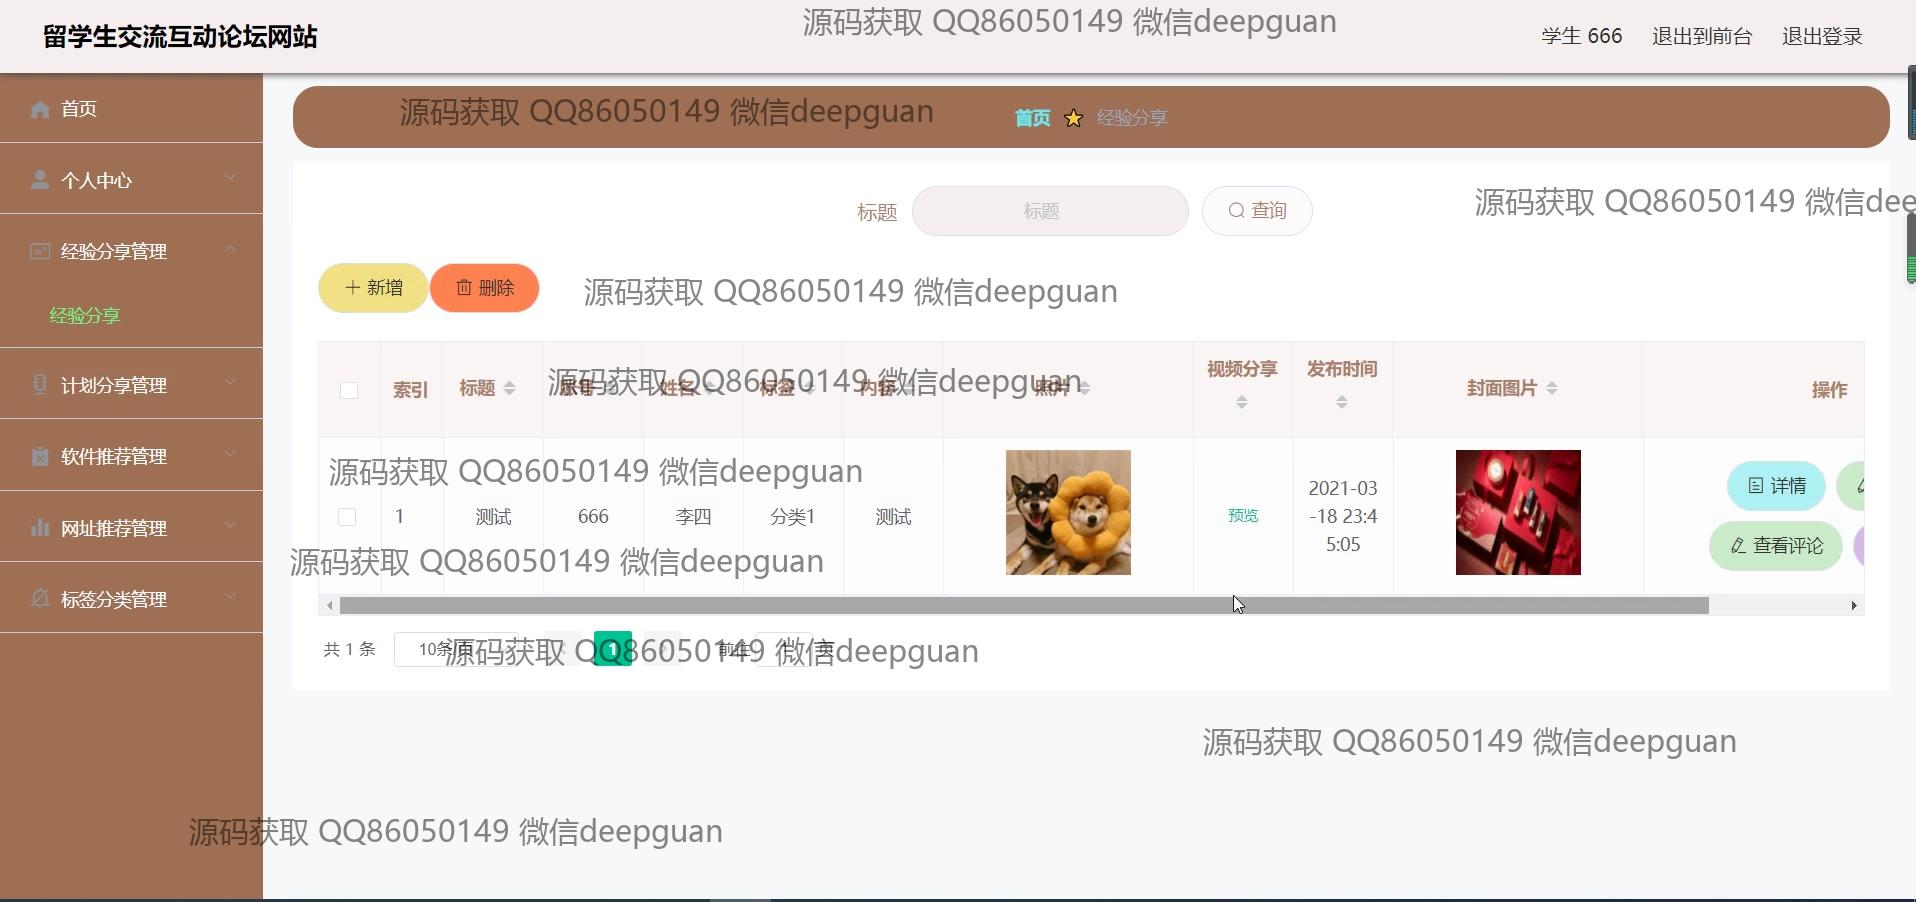 留学生交流互动论坛网站
源码获取 QQ86050149 微信deepguan
学生 666 退出到前台 退出登录
首页
源码获取 QQ86050149 微信deepguan
首页 经验分享
个人中心
标题 标题 查询
源码获取 QQ86050149 微信dee
经验分享管理
新增 删除
源码获取 QQ86050149 微信deepguan
经验分享
索引 标题 姓名 标签 内容 照片 视频分享 发布时间 封面图片 操作
源码获取 QQ86050149 微信deepguan
计划分享管理
软件推荐管理
源码获取 QQ86050149 微信deepguan
1 测试 666 李四 分类1 测试 预览
2021-03
-18 23:4
5:05
详情
查看评论
网址推荐管理
源码获取 QQ86050149 微信deepguan
标签分类管理
共 1 条 10条/页 1 前往 页
源码获取 QQ86050149 微信deepguan
源码获取 QQ86050149 微信deepguan
源码获取 QQ86050149 微信deepguan